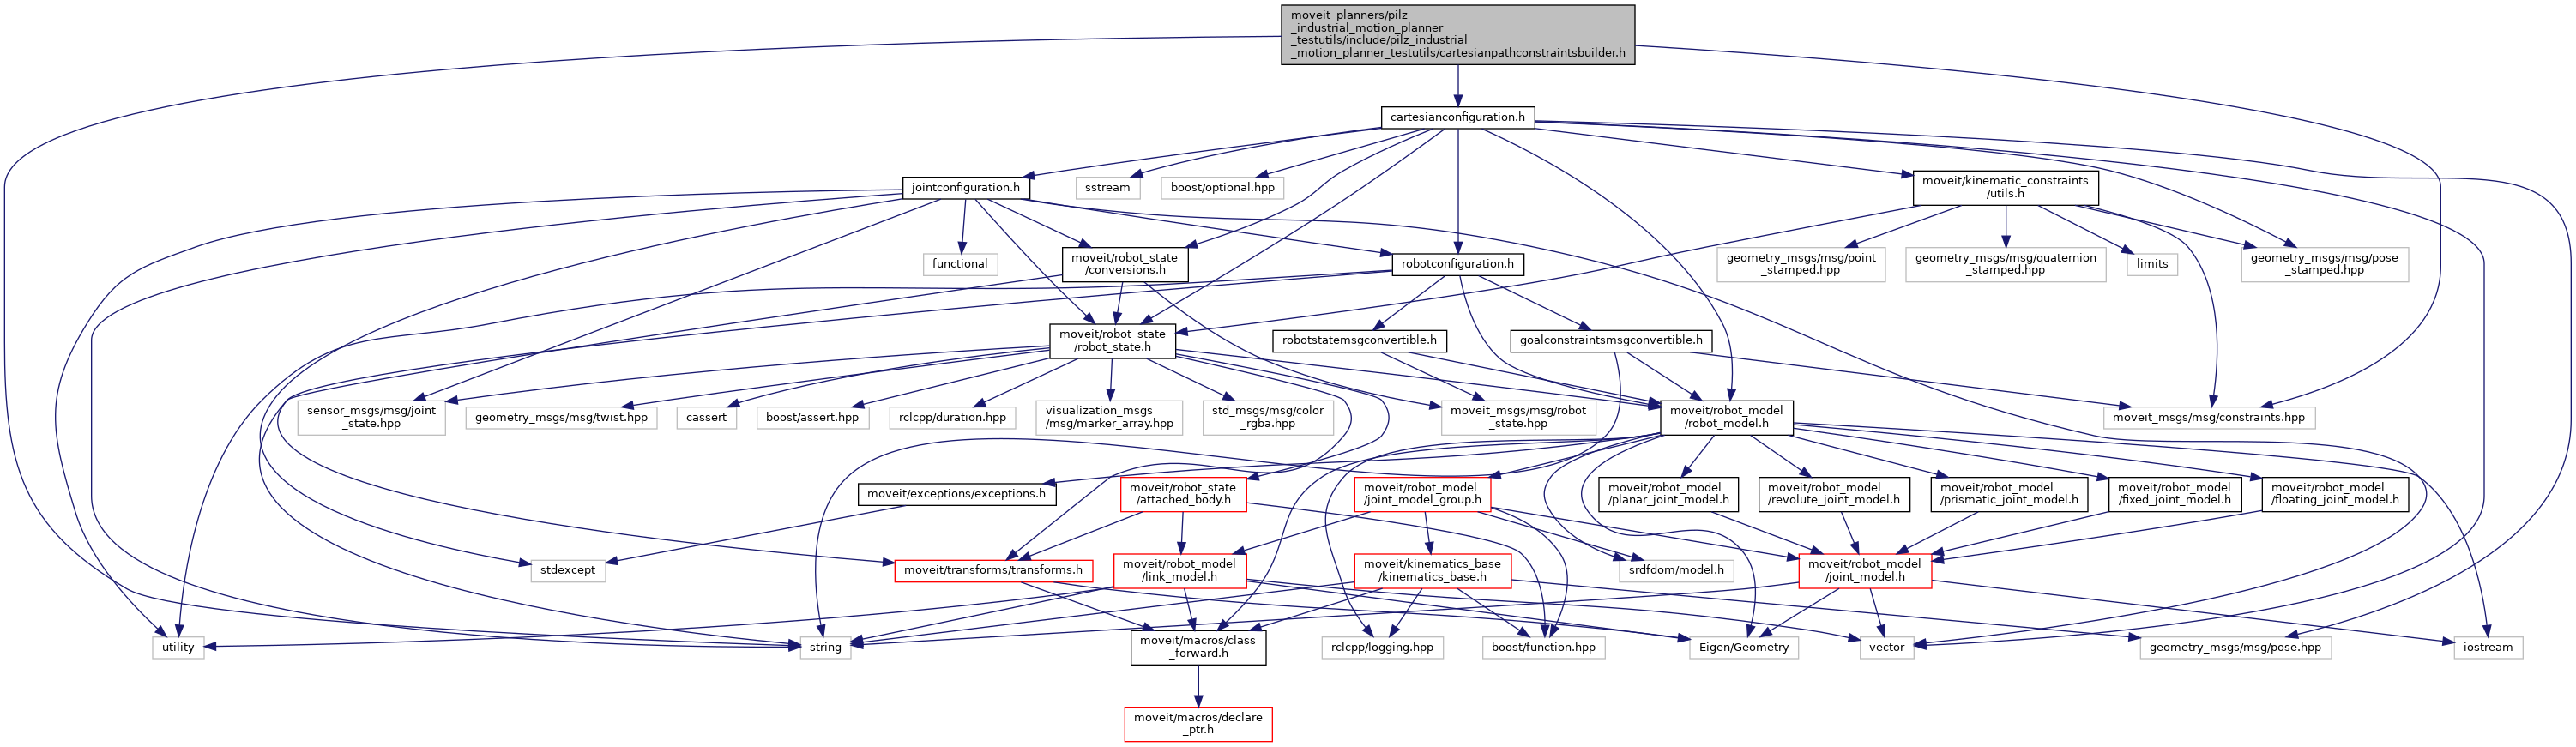 moveit_planners/pilz
_industrial_motion_planner
_testutils/include/pilz_industrial
_motion_planner_testutils/cartesianpathconstraintsbuilder.h
cartesianconfiguration.h
jointconfiguration.h
sstream
boost/optional.hpp
moveit/kinematic_constraints
/utils.h
functional
moveit/robot_state
/conversions.h
robotconfiguration.h
geometry_msgs/msg/point
_stamped.hpp
geometry_msgs/msg/quaternion
_stamped.hpp
limits
geometry_msgs/msg/pose
_stamped.hpp
moveit/robot_state
/robot_state.h
robotstatemsgconvertible.h
goalconstraintsmsgconvertible.h
sensor_msgs/msg/joint
_state.hpp
geometry_msgs/msg/twist.hpp
cassert
boost/assert.hpp
rclcpp/duration.hpp
visualization_msgs
/msg/marker_array.hpp
std_msgs/msg/color
_rgba.hpp
moveit_msgs/msg/robot
_state.hpp
moveit/robot_model
/robot_model.h
moveit_msgs/msg/constraints.hpp
moveit/exceptions/exceptions.h
moveit/robot_state
/attached_body.h
moveit/robot_model
/joint_model_group.h
moveit/robot_model
/planar_joint_model.h
moveit/robot_model
/revolute_joint_model.h
moveit/robot_model
/prismatic_joint_model.h
moveit/robot_model
/fixed_joint_model.h
moveit/robot_model
/floating_joint_model.h
stdexcept
moveit/transforms/transforms.h
moveit/robot_model
/link_model.h
moveit/kinematics_base
/kinematics_base.h
srdfdom/model.h
moveit/robot_model
/joint_model.h
utility
string
moveit/macros/class
_forward.h
rclcpp/logging.hpp
boost/function.hpp
Eigen/Geometry
vector
geometry_msgs/msg/pose.hpp
iostream
moveit/macros/declare
_ptr.h